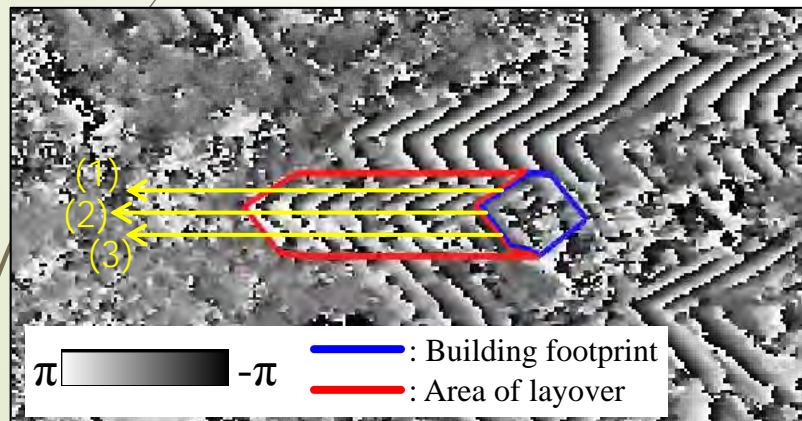 (1)
(2)
(3)
π -π
: Building footprint
: Area of layover